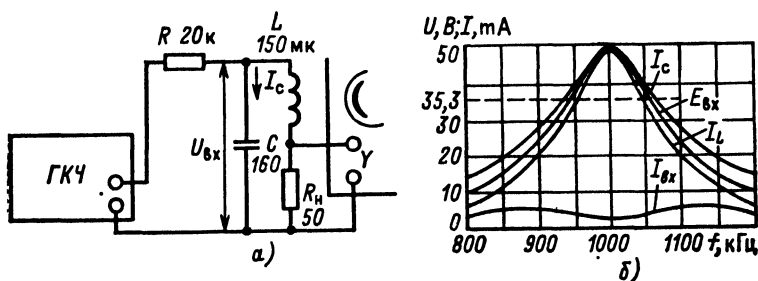 R 20к
L
150 мк
I_C
ГКЧ
U_вх
C
160
R_н
50
Y
а)
U, В; I, mA
50
35,3
30
20
10
0
I_C
E_вх
I_L
I_вх
800 900 1000 1100 f, кГц
б)